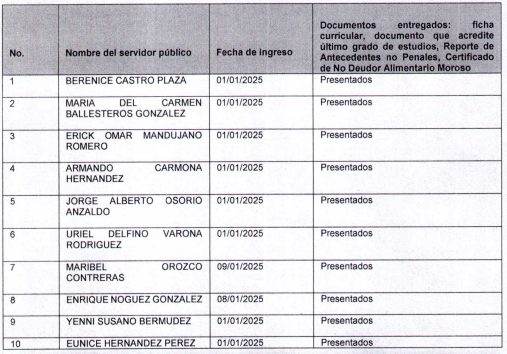 Documentos entregados: ficha
curricular, documento que acredite
último grado de estudios, Reporte de
Antecedentes no Penales, Certificado
de No Deudor Alimentario Moroso
No. Nombre del servidor público Fecha de ingreso
1 BERENICE CASTRO PLAZA 01/01/2025 Presentados
2 MARIA DEL CARMEN 01/01/2025 Presentados
BALLESTEROS GONZALEZ
3 ERICK OMAR MANDUJANO 01/01/2025 Presentados
ROMERO
4 ARMANDO CARMONA 01/01/2025 Presentados
HERNANDEZ
5 JORGE ALBERTO OSORIO 01/01/2025 Presentados
ANZALDO
6 URIEL DELFINO VARONA 01/01/2025 Presentados
RODRIGUEZ
7 MARIBEL OROZCO 09/01/2025 Presentados
CONTRERAS
8 ENRIQUE NOGUEZ GONZALEZ 08/01/2025 Presentados
9 YENNI SUSANO BERMUDEZ 01/01/2025 Presentados
10 EUNICE HERNANDEZ PEREZ 01/01/2025 Presentados